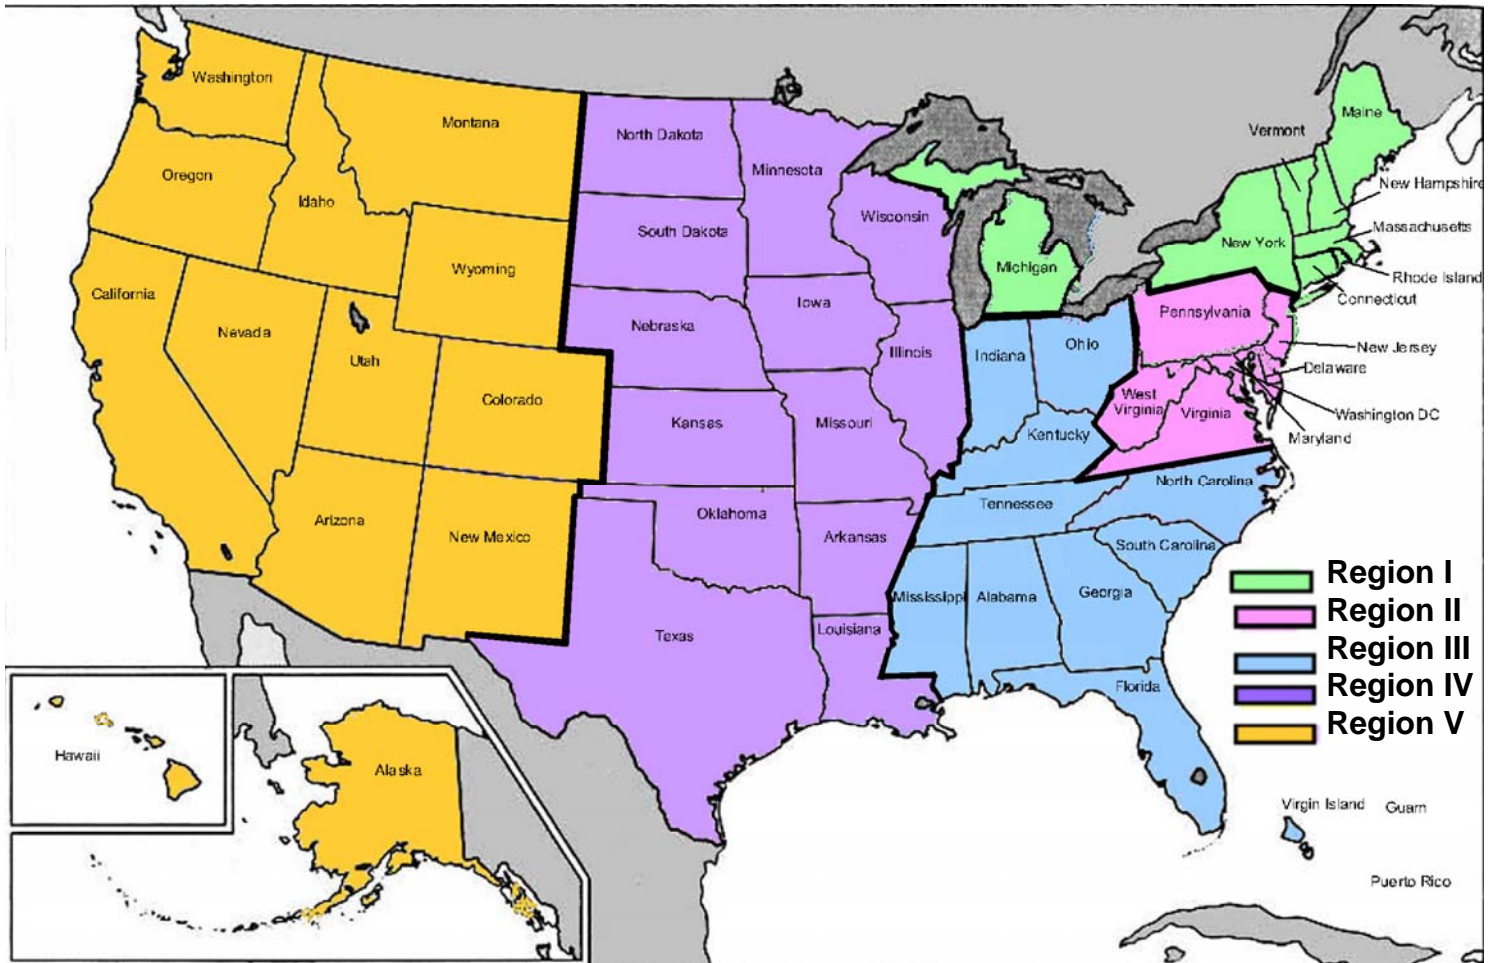 Washington
Montana
North Dakota
Minnesota
Vermont
Maine
Oregon
Idaho
Wisconsin
New Hampshire
South Dakota
Massachusetts
New York
Wyoming
Michigan
Rhode Island
California
Connecticut
Iowa
Nevada
Nebraska
Pennsylvania
Utah
Illinois
Indiana
Ohio
New Jersey
Delaware
Colorado
West
Virginia
Virginia
Washington DC
Kansas
Missouri
Kentucky
Maryland
North Carolina
Tennessee
Arizona
New Mexico
Oklahoma
Arkansas
South Carolina
Mississippi
Alabama
Georgia
Texas
Louisiana
Florida
Region I
Region II
Region III
Region IV
Region V
Hawaii
Alaska
Virgin Island
Guam
Puerto Rico